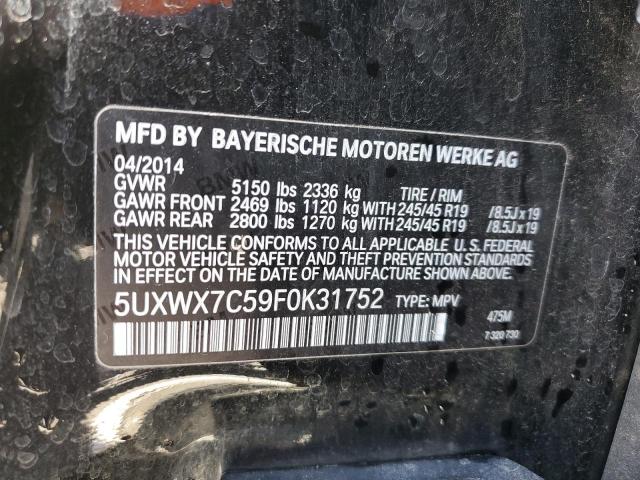 MFD BY BAYERISCHE MOTOREN WERKE AG
04/2014
GVWR 5150 lbs 2336 kg TIRE / RIM
GAWR FRONT 2469 lbs 1120 kg WITH 245/45 R19 / 8.5J x 19
GAWR REAR 2800 lbs 1270 kg WITH 245/45 R19 / 8.5J x 19
THIS VEHICLE CONFORMS TO ALL APPLICABLE U. S. FEDERAL
MOTOR VEHICLE SAFETY AND THEFT PREVENTION STANDARDS
IN EFFECT ON THE DATE OF MANUFACTURE SHOWN ABOVE.
5UXWX7C59F0K31752 TYPE: MPV
475M
7 320 730